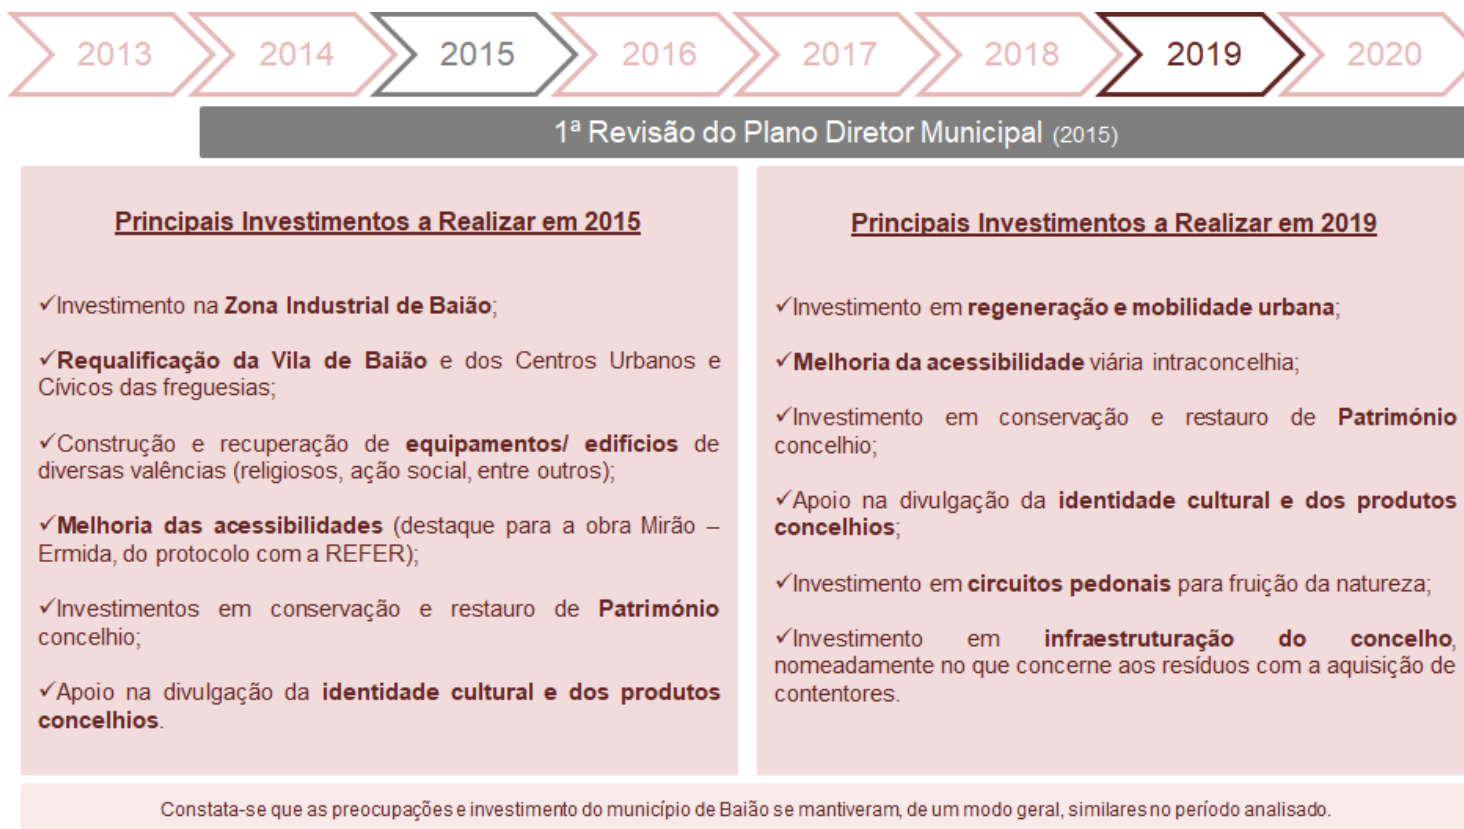 2013 2014 2015 2016 2017 2018 2019 2020
1ª Revisão do Plano Diretor Municipal (2015)
Principais Investimentos a Realizar em 2015
✓Investimento na Zona Industrial de Baião;
✓Requalificação da Vila de Baião e dos Centros Urbanos e
Cívicos das freguesias;
✓Construção e recuperação de equipamentos/ edifícios de
diversas valências (religiosos, ação social, entre outros);
✓Melhoria das acessibilidades (destaque para a obra Mirão –
Ermida, do protocolo com a REFER);
✓Investimentos em conservação e restauro de Património
concelhio;
✓Apoio na divulgação da identidade cultural e dos produtos
concelhios.
Principais Investimentos a Realizar em 2019
✓Investimento em regeneração e mobilidade urbana;
✓Melhoria da acessibilidade viária intraconcelhia;
✓Investimento em conservação e restauro de Património
concelhio;
✓Apoio na divulgação da identidade cultural e dos produtos
concelhios;
✓Investimento em circuitos pedonais para fruição da natureza;
✓Investimento em infraestruturação do concelho,
nomeadamente no que concerne aos resíduos com a aquisição de
contentores.
Constata-se que as preocupações e investimento do município de Baião se mantiveram, de um modo geral, similares no período analisado.